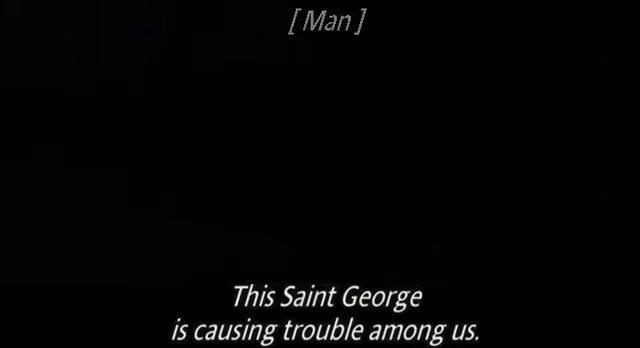 [ Man ]
This Saint George
is causing trouble among us.